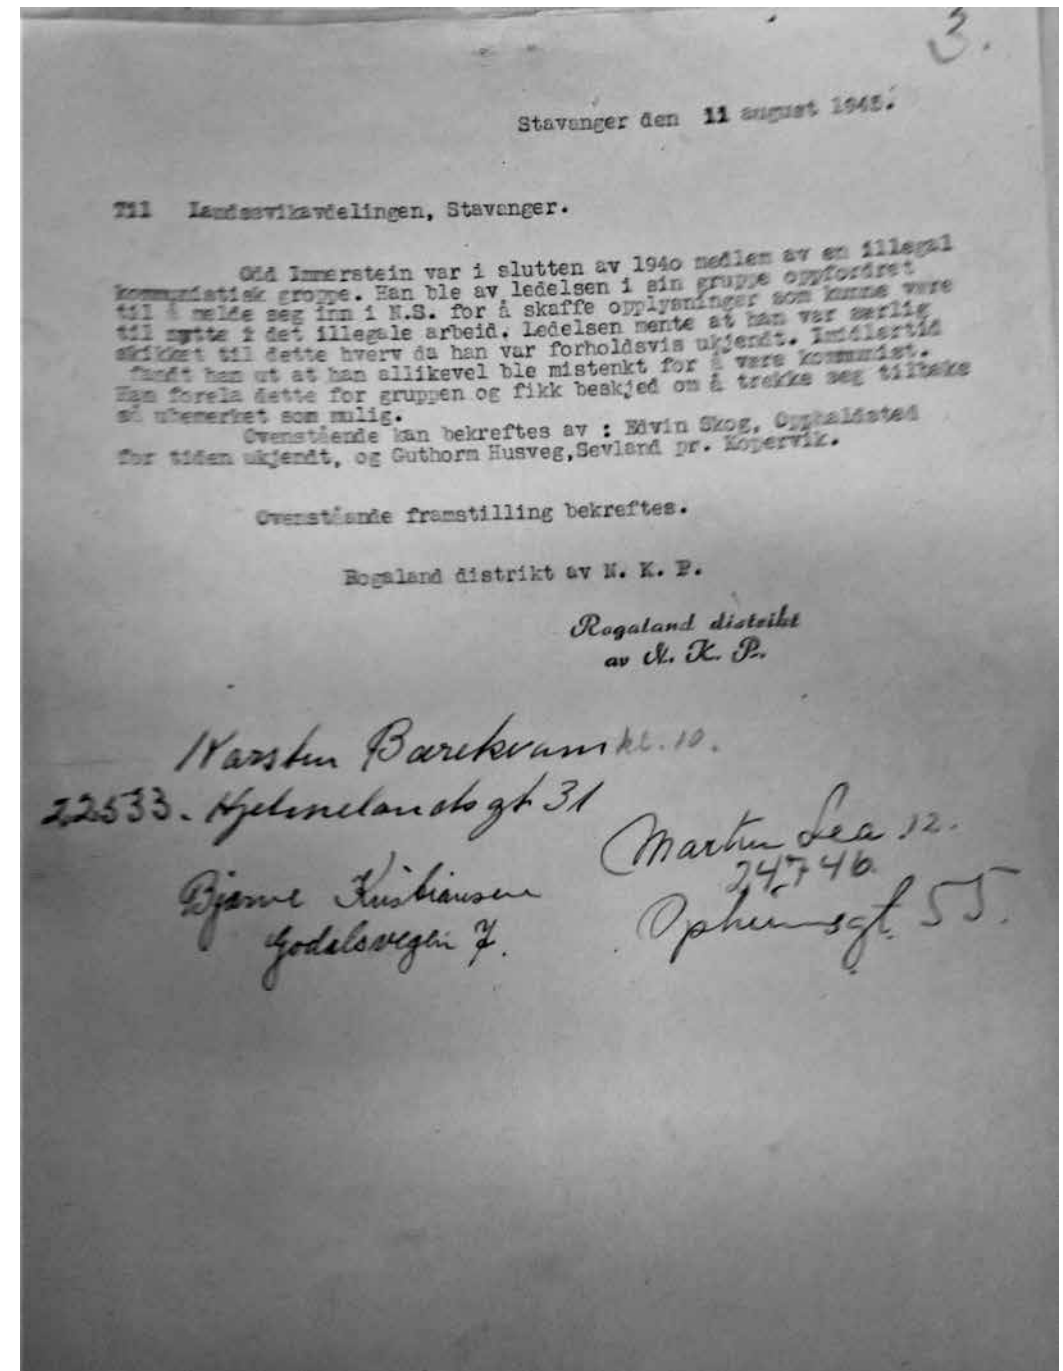 3.
Stavanger den 11 august 1945.
Til Landssvikavdelingen, Stavanger.
Odd Immerstein var i slutten av 194o medlem av en illegal
kommunistisk groppe. Han ble av ledelsen i sin gruppe oppfordret
til å melde seg inn i N.S. for å skaffe opplysninger som kunne være
til nytte i det illegale arbeid. Ledelsen mente at han var særlig
skikket til dette hverv da han var forholdsvis ukjendt. Imidlertid
fandt han ut at han allikevel ble mistenkt for å være kommunist.
Han forela dette for gruppen og fikk beskjed om å trekke seg tilbake
så ubemerket som mulig.
Ovenstående kan bekreftes av : Edvin Skog, Opphaldsted
for tiden ukjendt, og Guthorm Husveg,Sevland pr. Kopervik.
Ovenstående framstilling bekreftes.
Rogaland distrikt av N. K. P.
Rogaland distrikt
av N. K. P.
Karsten Barekvam kl. 10.
22533. Hjelmelandsgt 31
Martin Lea 12.
24746.
Bjarne Kristiansen
Godalsvegen 7.
55.